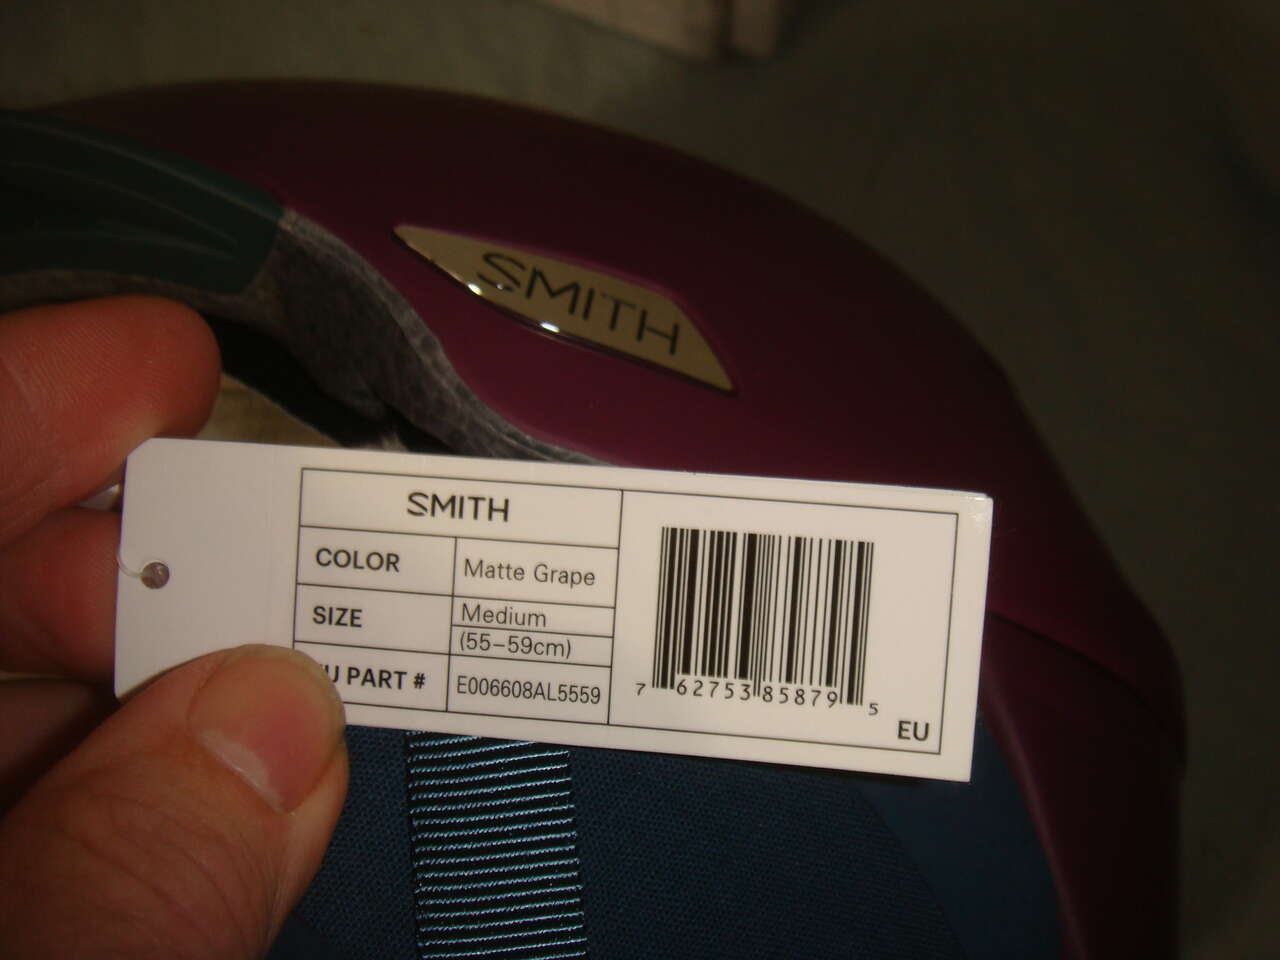 SMITH
SMITH
COLOR Matte Grape
SIZE Medium
(55-59cm)
U PART # E006608AL5559
7 62753 85879 5
EU